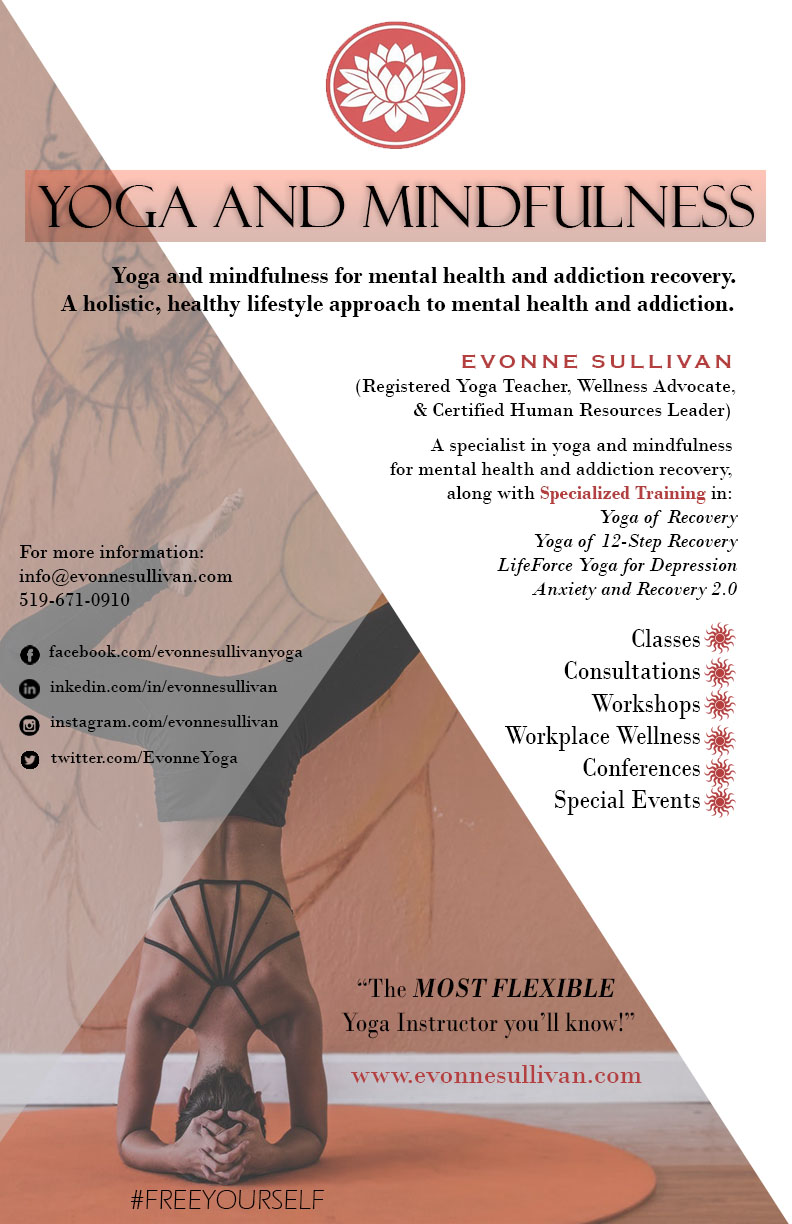 YOGA AND MINDFULNESS
Yoga and mindfulness for mental health and addiction recovery.
A holistic, healthy lifestyle approach to mental health and addiction.
EVONNE SULLIVAN
(Registered Yoga Teacher, Wellness Advocate,
& Certified Human Resources Leader)
A specialist in yoga and mindfulness
for mental health and addiction recovery,
along with Specialized Training in:
Yoga of Recovery
Yoga of 12-Step Recovery
LifeForce Yoga for Depression
Anxiety and Recovery 2.0
For more information:
info@evonnesullivan.com
519-671-0910
facebook.com/evonnesullivanyoga
inkedin.com/in/evonnesullivan
instagram.com/evonnesullivan
twitter.com/EvonneYoga
Classes
Consultations
Workshops
Workplace Wellness
Conferences
Special Events
“The MOST FLEXIBLE
Yoga Instructor you’ll know!”
www.evonnesullivan.com
#FREEYOURSELF